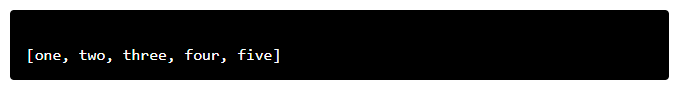 [one, two, three, four, five]